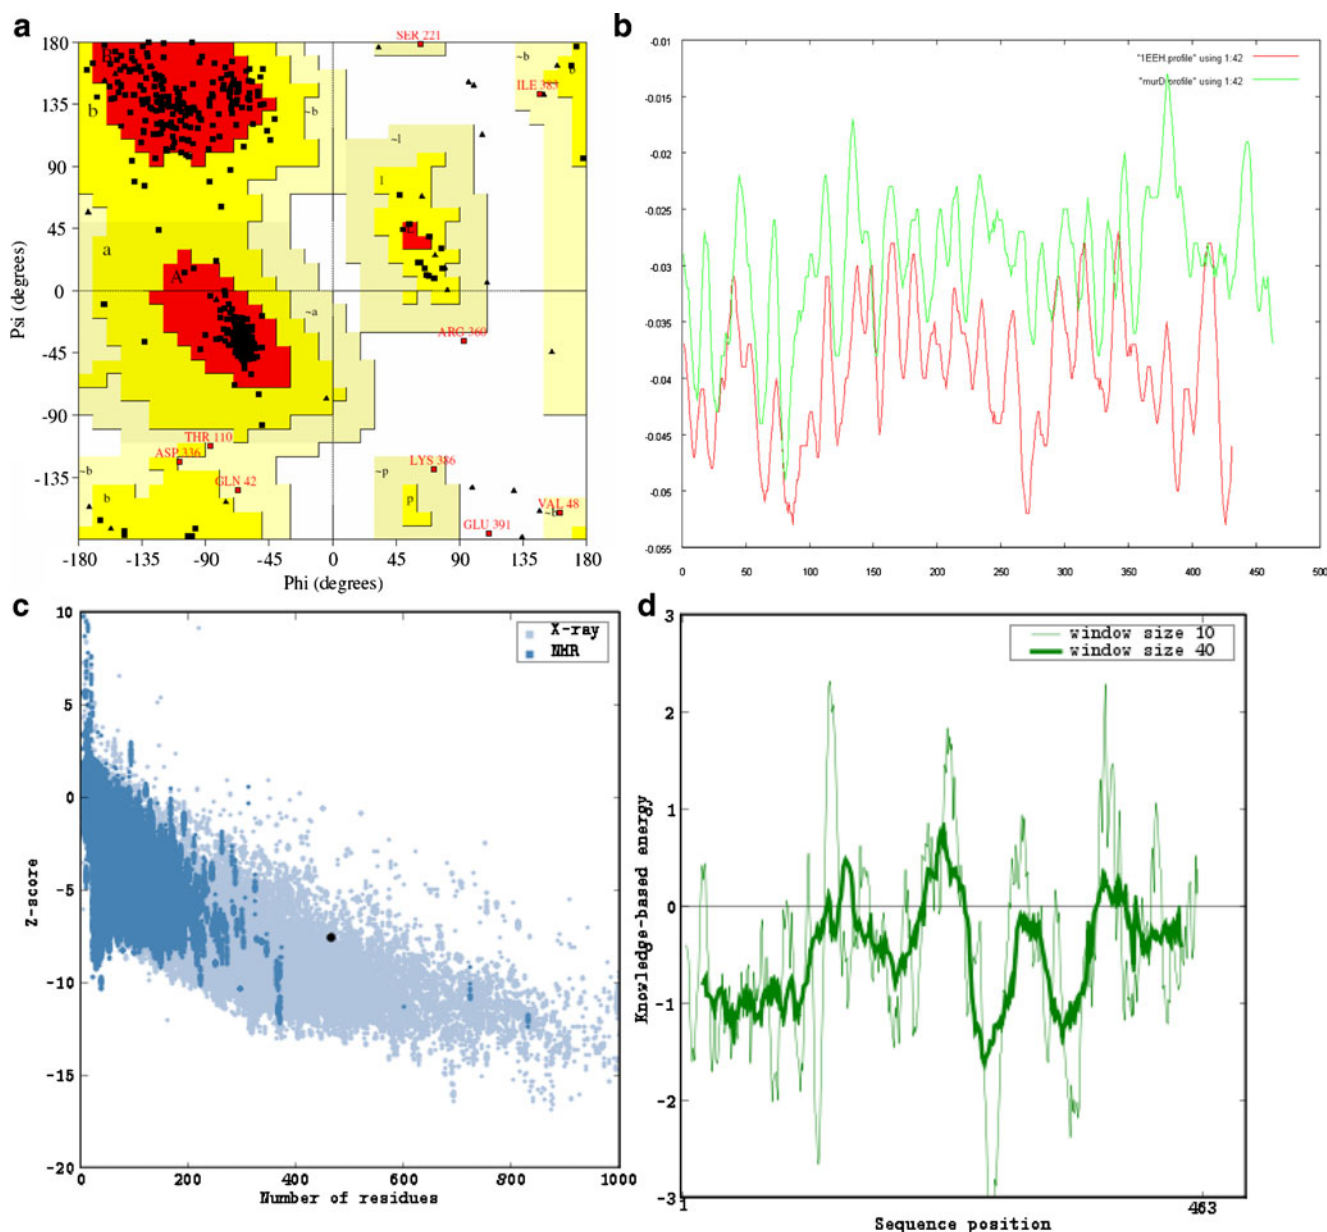 a
180
135
90
45
0
-45
-90
-135
-180
Psi (degrees)
-180 -135 -90 -45 0 45 90 135 180
Phi (degrees)
B
b
~b
a
A
~a
~l
l
L
~b
b
~b
b
~p
p
~b
SER 221
ILE 383
ARG 360
THR 110
ASP 336
GLN 42
LYS 386
VAL 48
GLU 391
b
-0.01
-0.015
-0.02
-0.025
-0.03
-0.035
-0.04
-0.045
-0.05
-0.055
0 50 100 150 200 250 300 350 400 450 500
"1EEH.profile" using 1:42
"murD.profile" using 1:42
c
10
5
0
-5
-10
-15
-20
Z-score
0 200 400 600 800 1000
Number of residues
X-ray
NMR
d
3
2
1
0
-1
-2
-3
Knowledge-based energy
1 463
Sequence position
window size 10
window size 40